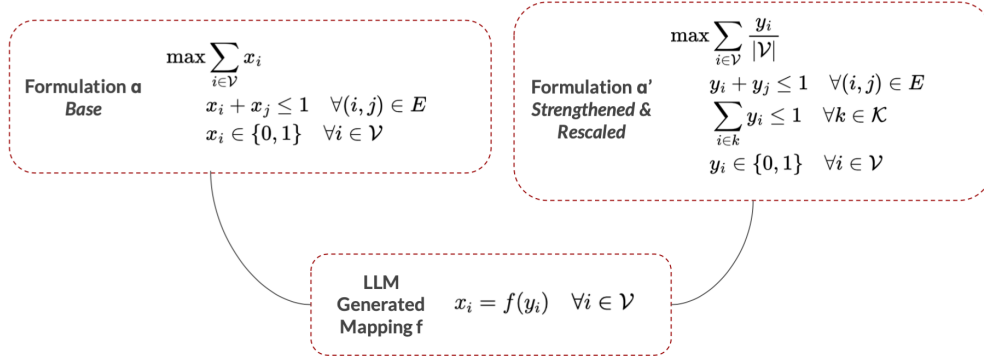 Formulation α
Base
max ∑_{i∈𝒱} x_i
x_i + x_j ≤ 1 ∀(i, j) ∈ E
x_i ∈ {0, 1} ∀i ∈ 𝒱
Formulation α’
Strengthened &
Rescaled
max ∑_{i∈𝒱} y_i/|𝒱|
y_i + y_j ≤ 1 ∀(i, j) ∈ E
∑_{i∈k} y_i ≤ 1 ∀k ∈ 𝒦
y_i ∈ {0, 1} ∀i ∈ 𝒱
LLM
Generated
Mapping f
x_i = f(y_i) ∀i ∈ 𝒱